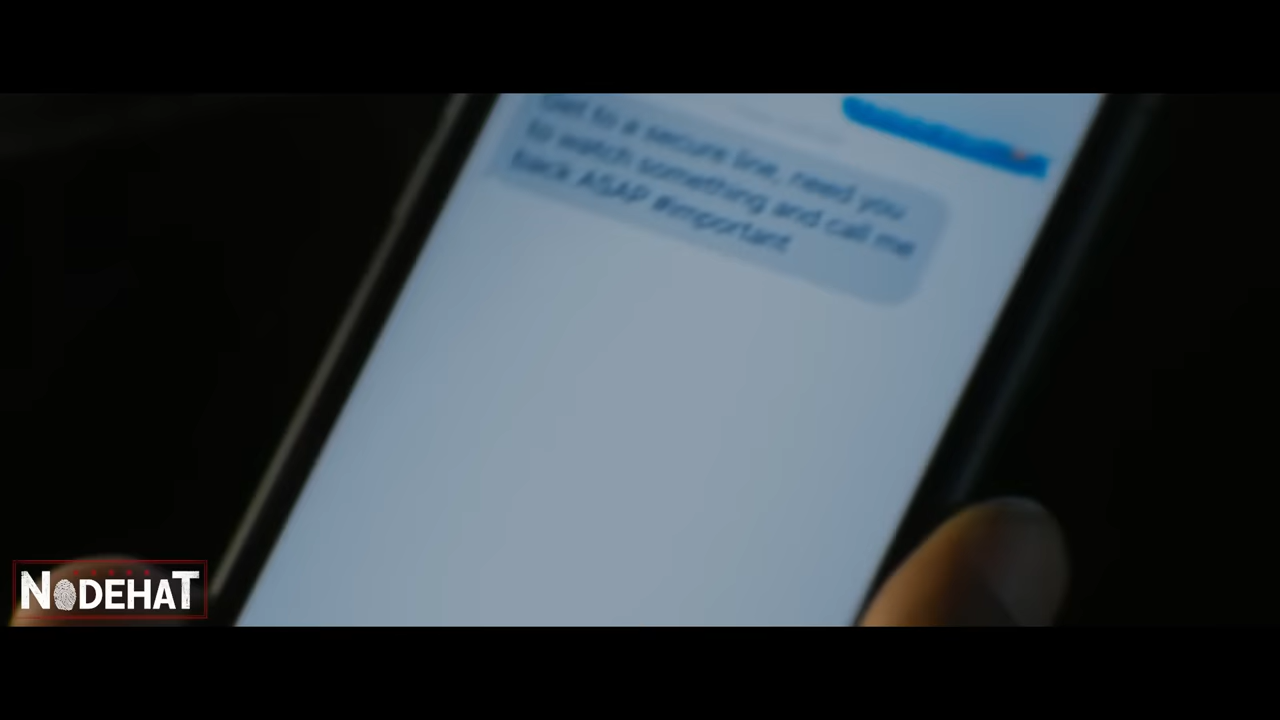 Get to a secure line, need you
to watch something and call me
back ASAP #important
NODEHAT